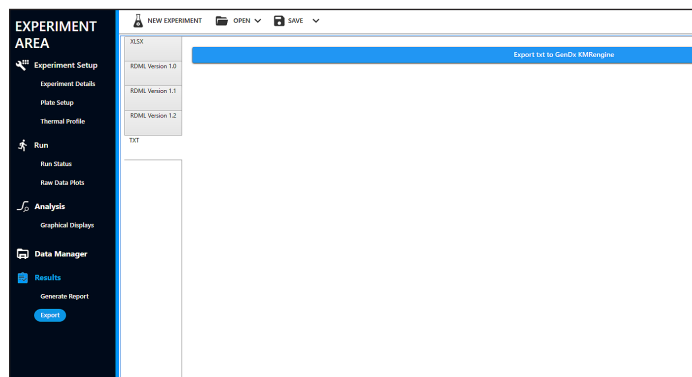 EXPERIMENT
AREA
Experiment Setup
Experiment Details
Plate Setup
Thermal Profile
Run
Run Status
Raw Data Plots
Analysis
Graphical Displays
Data Manager
Results
Generate Report
Export
NEW EXPERIMENT OPEN SAVE
XLSX
RDML Version 1.0
RDML Version 1.1
RDML Version 1.2
TXT
Export txt to GenDx KMRengine